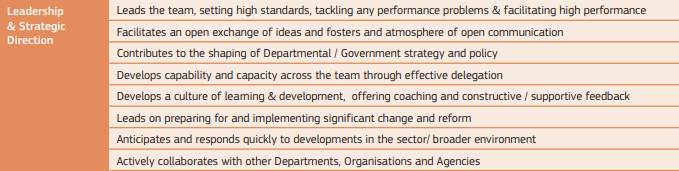 Leadership
& Strategic
Direction
Leads the team, setting high standards, tackling any performance problems & facilitating high performance
Facilitates an open exchange of ideas and fosters and atmosphere of open communication
Contributes to the shaping of Departmental / Government strategy and policy
Develops capability and capacity across the team through effective delegation
Develops a culture of learning & development, offering coaching and constructive / supportive feedback
Leads on preparing for and implementing significant change and reform
Anticipates and responds quickly to developments in the sector/ broader environment
Actively collaborates with other Departments, Organisations and Agencies